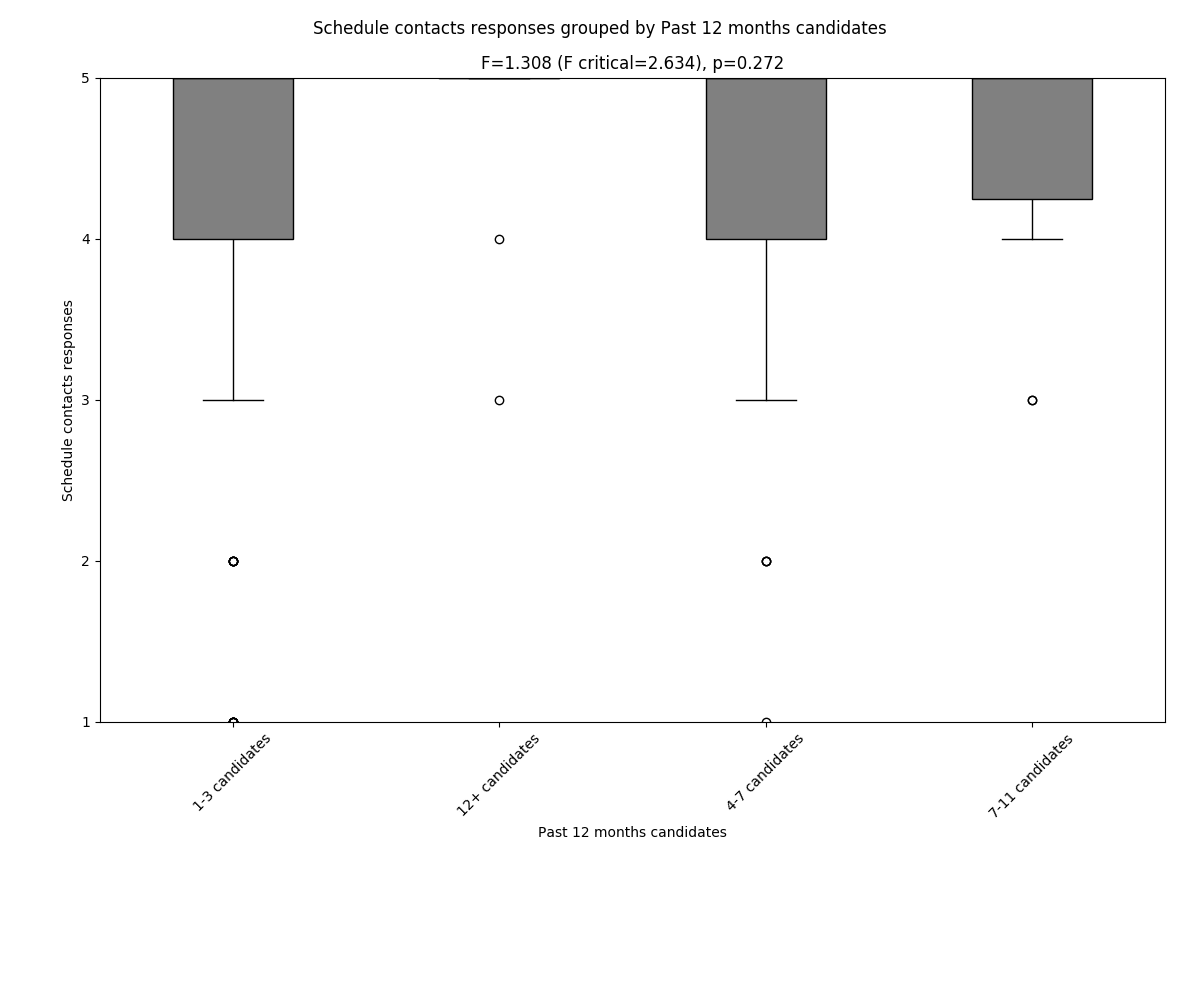 Schedule contacts responses grouped by Past 12 months candidates
F=1.308 (F critical=2.634), p=0.272
5
4
3
2
1
Schedule contacts responses
1-3 candidates
12+ candidates
4-7 candidates
7-11 candidates
Past 12 months candidates